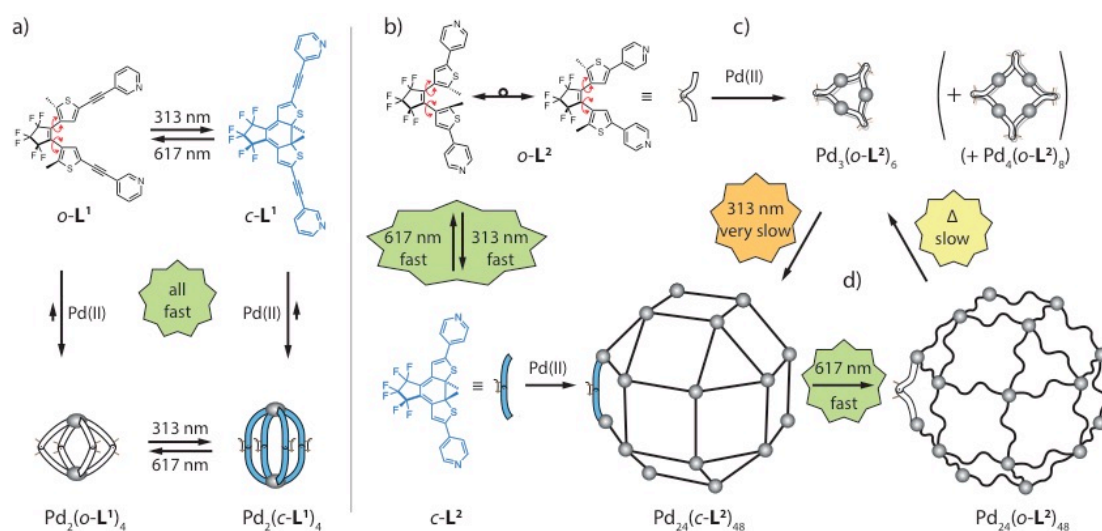 a)
N
S
F F
F
F
F F
S
N
o-L¹
313 nm
617 nm
N
S
F F
F
F
F F
S
N
c-L¹
Pd(II)
all
fast
Pd(II)
Pd₂(o-L¹)₄
313 nm
617 nm
Pd₂(c-L¹)₄
b)
N
S
F F
F
F
F F
S
N
N
S
F F
F
F
F F
S
N
≡
o-L²
617 nm
fast
313 nm
fast
N
S
F F
F
F
F F
S
N
≡
c-L²
Pd(II)
c)
Pd(II)
Pd₃(o-L²)₆
( + )
(+ Pd₄(o-L²)₈)
313 nm
very slow
Δ
slow
d)
617 nm
fast
Pd₂₄(c-L²)₄₈
Pd₂₄(o-L²)₄₈